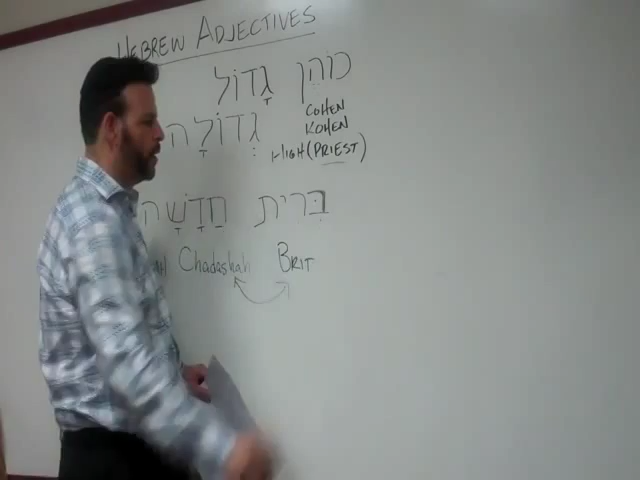 HEBREW ADJECTIVES
כּוֹהֵן גָדוֹל
COHEN
KOHEN
HIGH (PRIEST)
גְדוֹלָה
בְּרִית חֲדָשָׁה
BRIT Chadashah